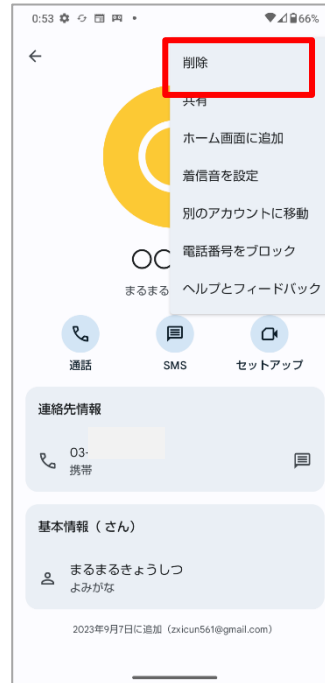 0:53 66%
削除
共有
ホーム画面に追加
着信音を設定
別のアカウントに移動
電話番号をブロック
ヘルプとフィードバック
〇〇
まるまる
通話 SMS セットアップ
連絡先情報
03-
携帯
基本情報（ さん）
まるまるきょうしつ
よみがな
2023年9月7日に追加（zxicun561@gmail.com）